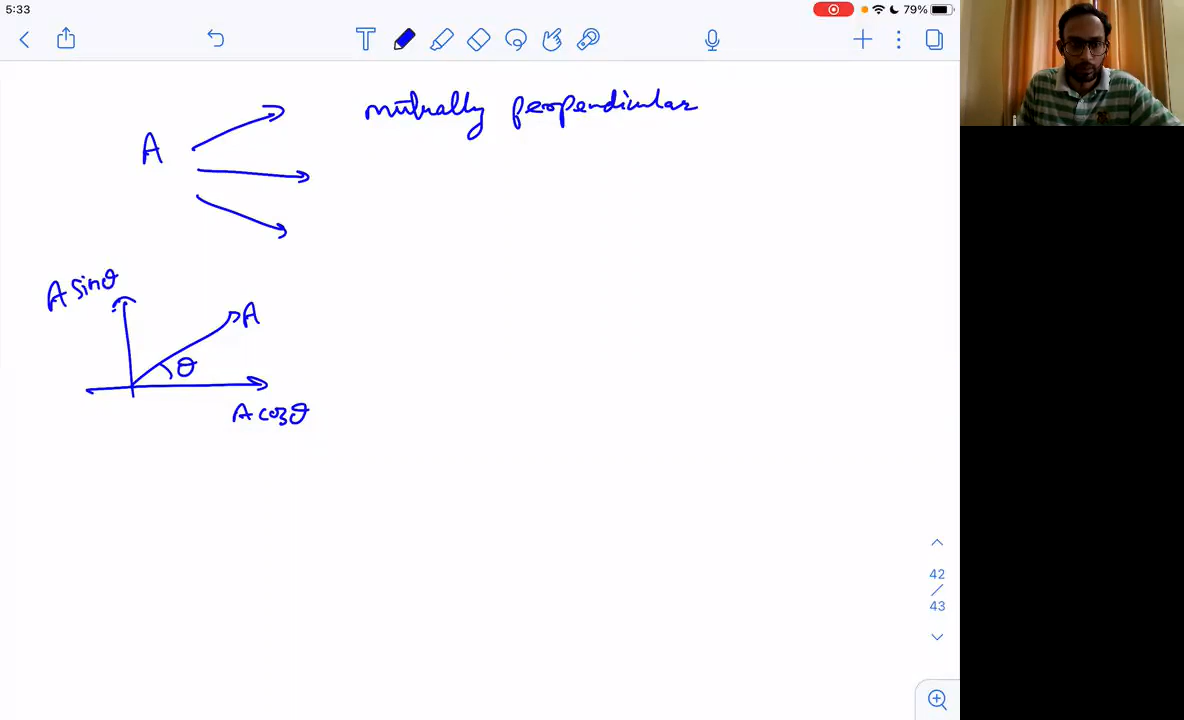 5:33
79%
T
mutually perpendicular
A
A sinθ
A
θ
A cosθ
42
/
43